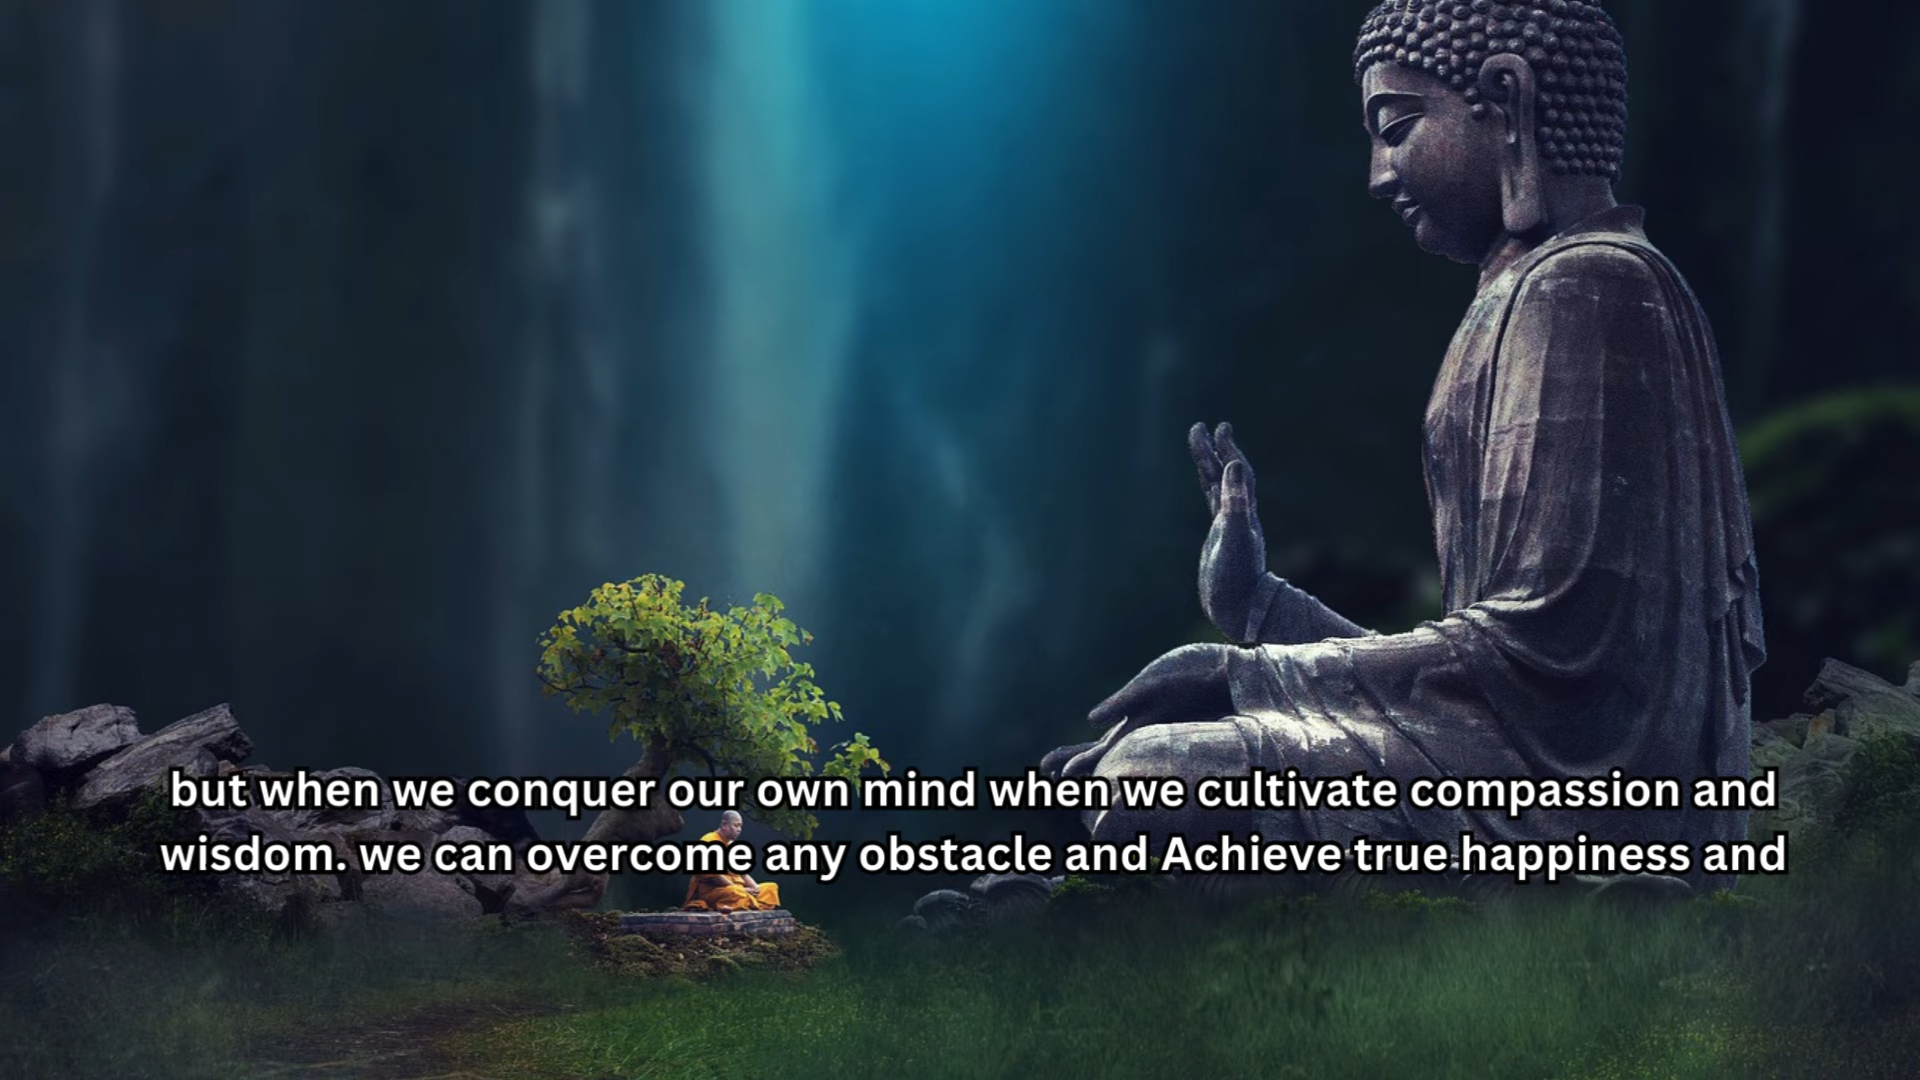 but when we conquer our own mind when we cultivate compassion and
wisdom. we can overcome any obstacle and Achieve true happiness and